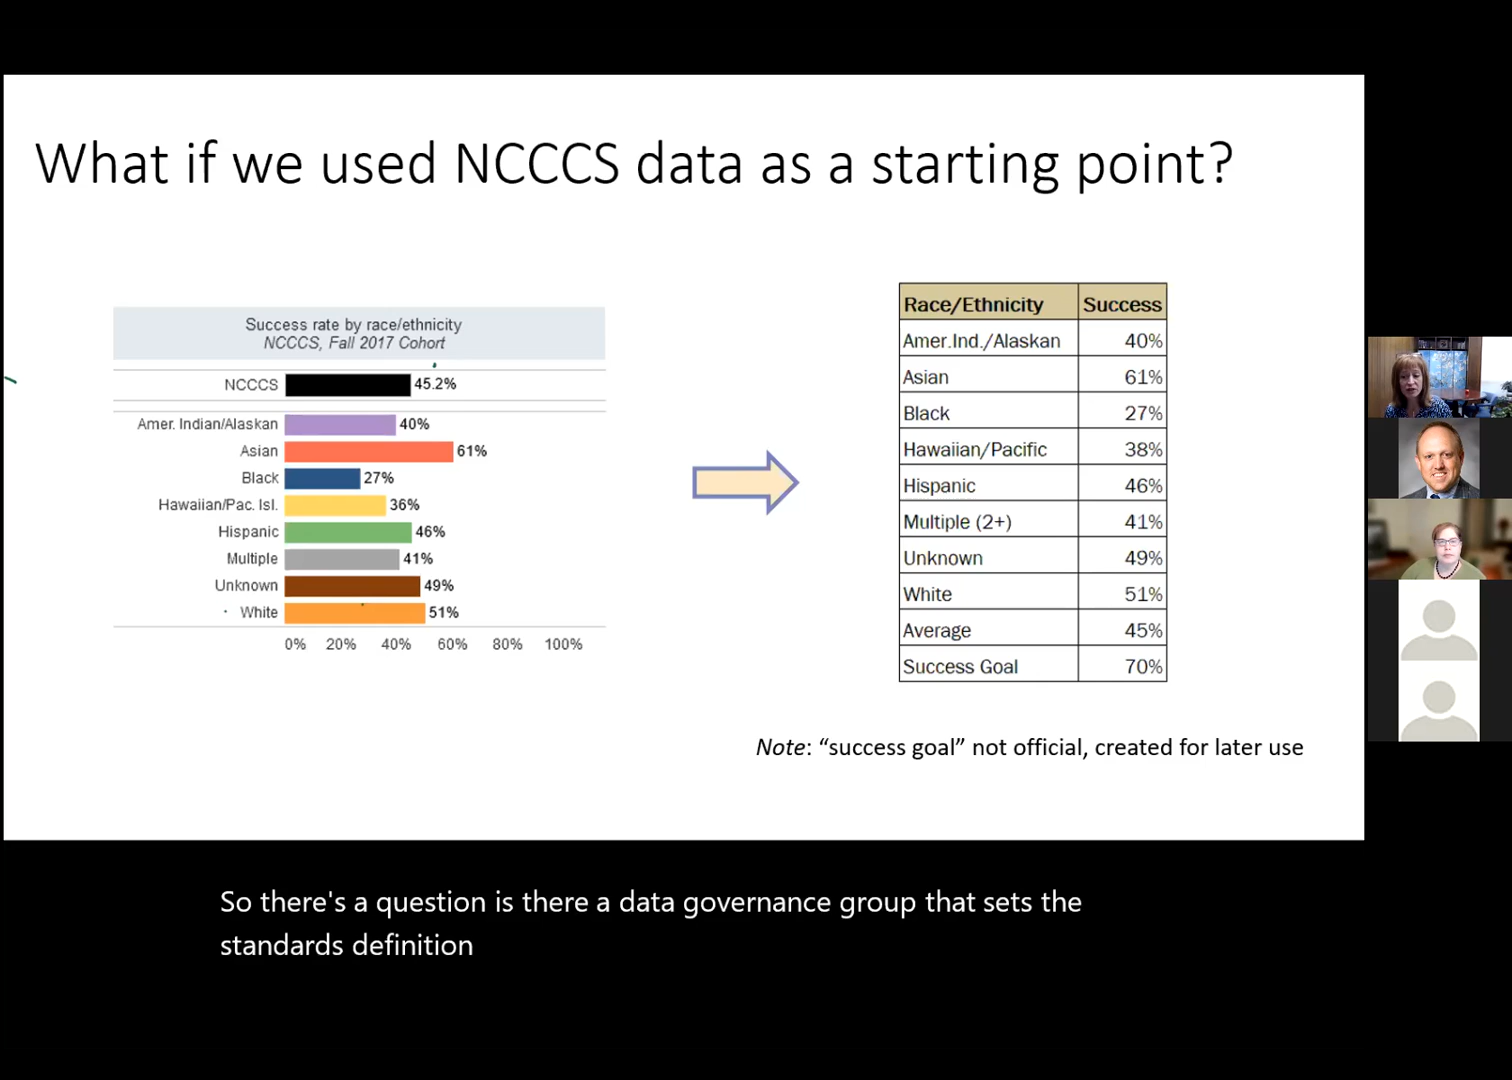 What if we used NCCCS data as a starting point?
Success rate by race/ethnicity
NCCCS, Fall 2017 Cohort
NCCCS 45.2%
Amer. Indian/Alaskan 40%
Asian 61%
Black 27%
Hawaiian/Pac. Isl. 36%
Hispanic 46%
Multiple 41%
Unknown 49%
White 51%
0% 20% 40% 60% 80% 100%
Race/Ethnicity Success
Amer.Ind./Alaskan 40%
Asian 61%
Black 27%
Hawaiian/Pacific 38%
Hispanic 46%
Multiple (2+) 41%
Unknown 49%
White 51%
Average 45%
Success Goal 70%
Note: “success goal” not official, created for later use
So there's a question is there a data governance group that sets the
standards definition